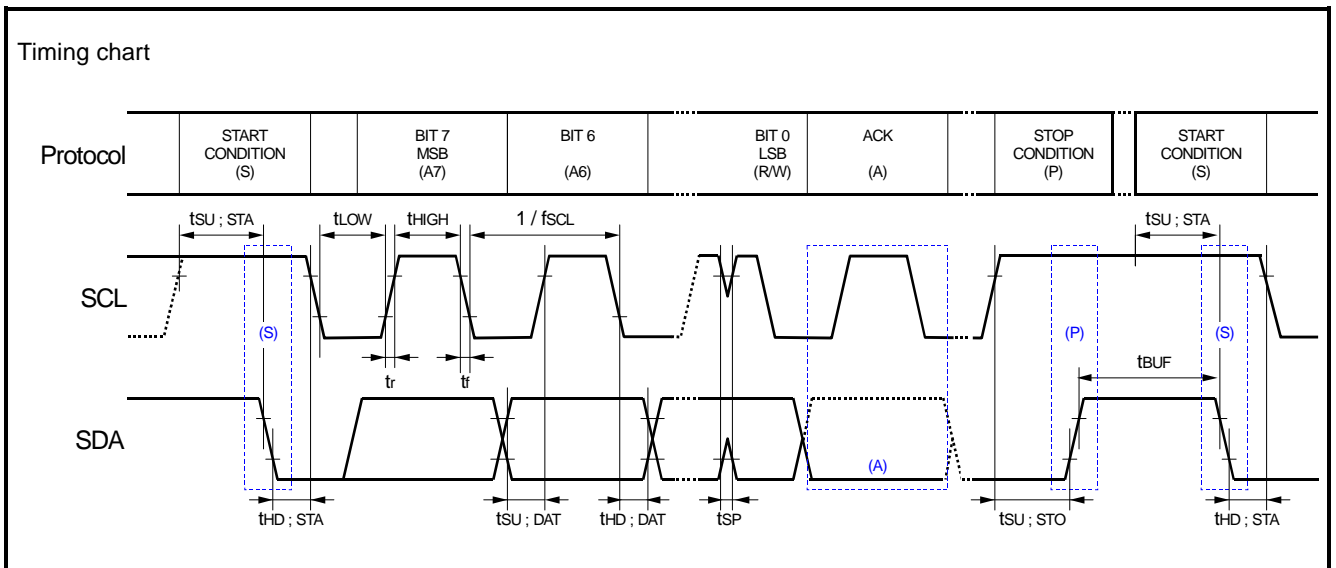 Timing chart
Protocol
START
CONDITION
(S)
BIT 7
MSB
(A7)
BIT 6
(A6)
BIT 0
LSB
(R/W)
ACK
(A)
STOP
CONDITION
(P)
START
CONDITION
(S)
tSU ; STA
tLOW
tHIGH
1 / fSCL
tSU ; STA
SCL
(S)
(P)
(S)
tr
tf
tBUF
SDA
(A)
tHD ; STA
tSU ; DAT
tHD ; DAT
tSP
tSU ; STO
tHD ; STA